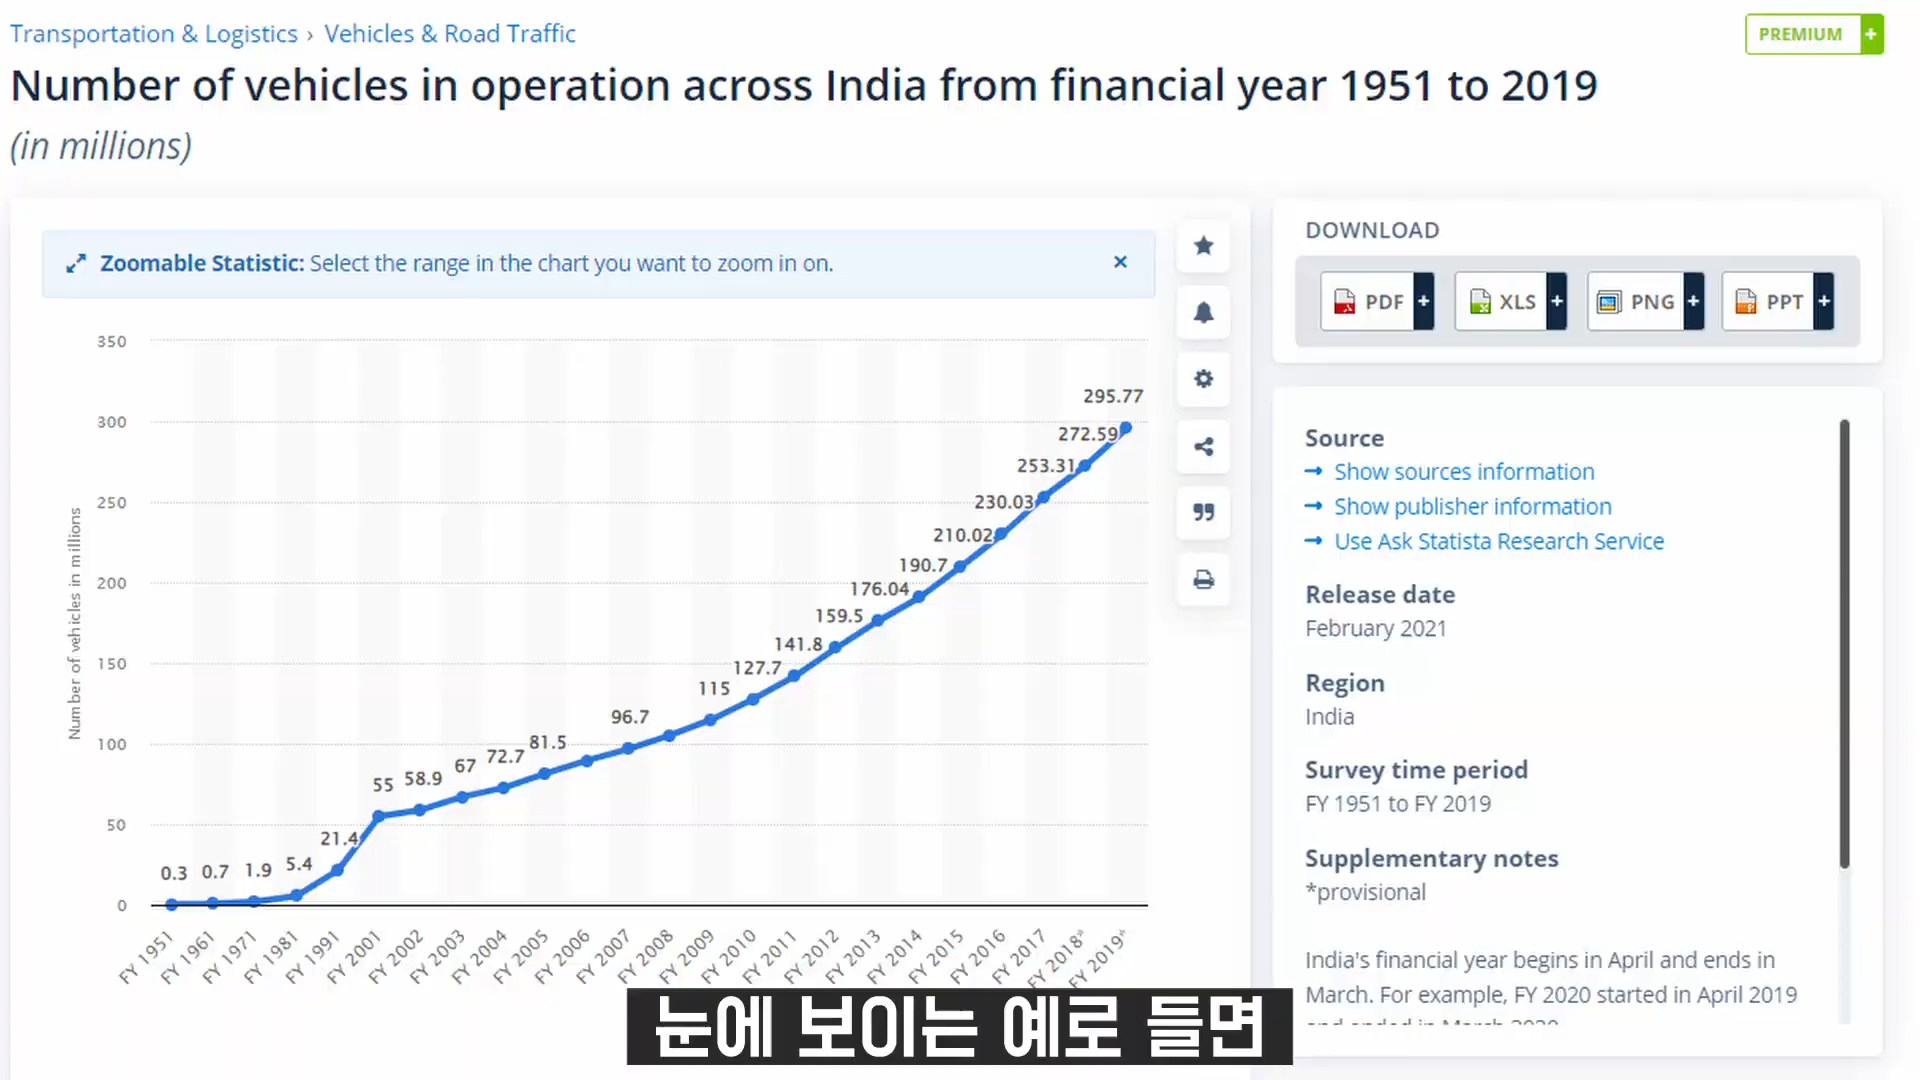 Transportation & Logistics › Vehicles & Road Traffic
PREMIUM +
Number of vehicles in operation across India from financial year 1951 to 2019
(in millions)
Zoomable Statistic: Select the range in the chart you want to zoom in on.
×
Number of vehicles in millions
350
300
250
200
150
100
50
0
0.3
0.7
1.9
5.4
21.4
55
58.9
67
72.7
81.5
96.7
115
127.7
141.8
159.5
176.04
190.7
210.02
230.03
253.31
272.59
295.77
FY 1951
FY 1961
FY 1971
FY 1981
FY 1991
FY 2001
FY 2002
FY 2003
FY 2004
FY 2005
FY 2006
FY 2007
FY 2008
FY 2009
FY 2010
FY 2011
FY 2012
FY 2013
FY 2014
FY 2015
FY 2016
FY 2017
FY 2018*
FY 2019*
DOWNLOAD
PDF +
XLS +
PNG +
PPT +
Source
→ Show sources information
→ Show publisher information
→ Use Ask Statista Research Service
Release date
February 2021
Region
India
Survey time period
FY 1951 to FY 2019
Supplementary notes
*provisional
India's financial year begins in April and ends in
March. For example, FY 2020 started in April 2019
and ended in March 2020
눈에 보이는 예로 들면